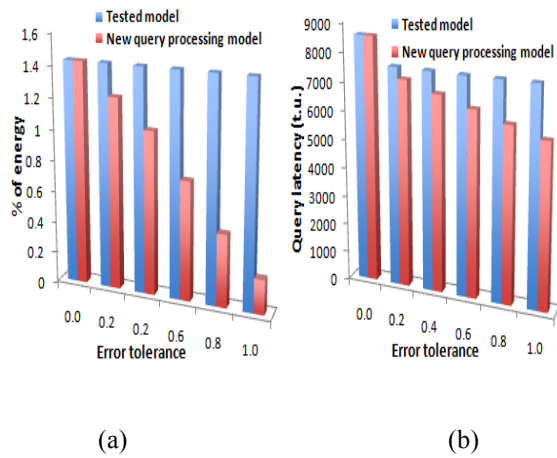 Tested model
New query processing model
% of energy
1,6
1,4
1,2
1
0,8
0,6
0,4
0.2
0
0.0 0.2 0.2 0.6 0.8 1.0
Error tolerance
(a)
Tested model
New query processing model
Query latency (t.u.)
9000
8000
7000
6000
5000
4000
3000
2000
1000
0
0.0 0.2 0.4 0.6 0.8 1.0
Error tolerance
(b)